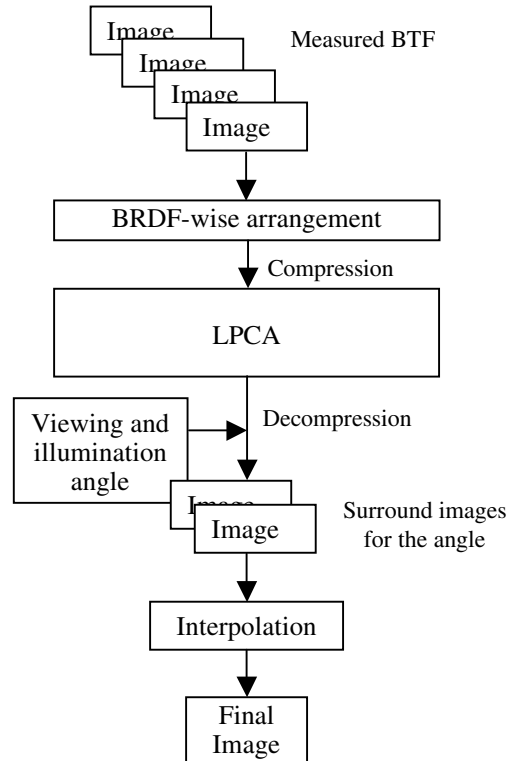 Image
Measured BTF
Image
Image
Image
BRDF-wise arrangement
Compression
LPCA
Viewing and
illumination
angle
Decompression
Image
Image
Surround images
for the angle
Interpolation
Final
Image